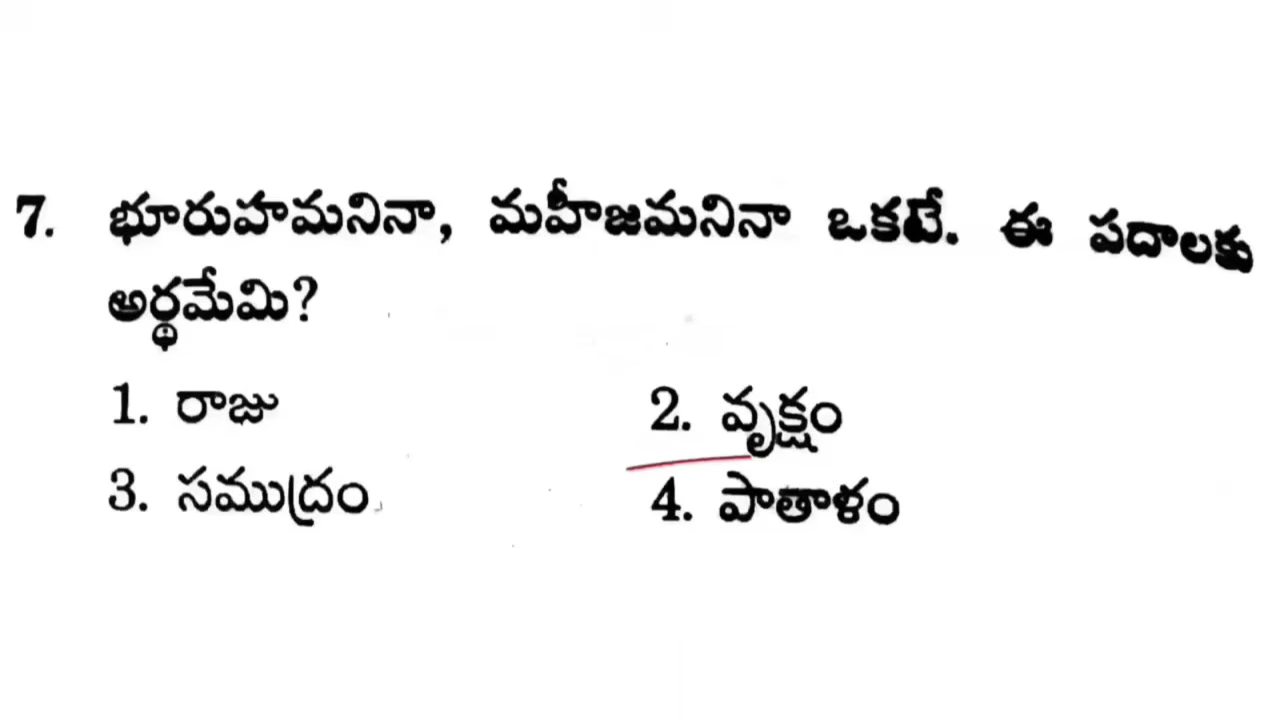 7. భూరుహమనినా, మహీజమనినా ఒకటే. ఈ పదాలకు
అర్థమేమి?
1. రాజు 2. వృక్షం
3. సముద్రం 4. పాతాళం